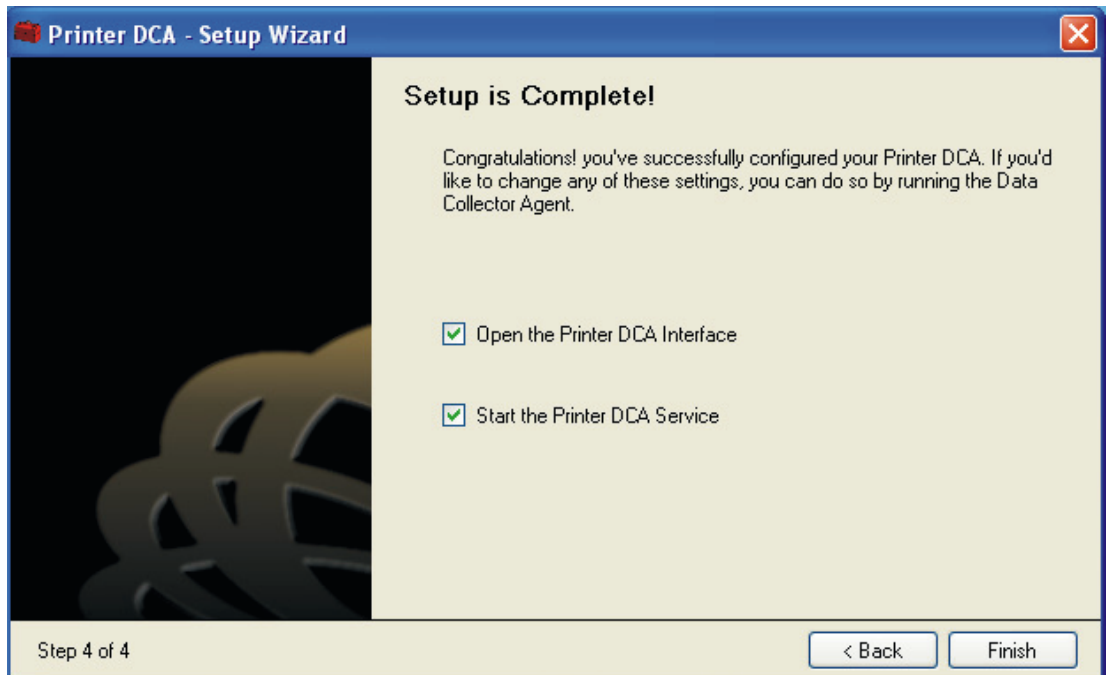 Printer DCA - Setup Wizard
Setup is Complete!
Congratulations! you've successfully configured your Printer DCA. If you'd
like to change any of these settings, you can do so by running the Data
Collector Agent.
Open the Printer DCA Interface
Start the Printer DCA Service
Step 4 of 4
< Back
Finish